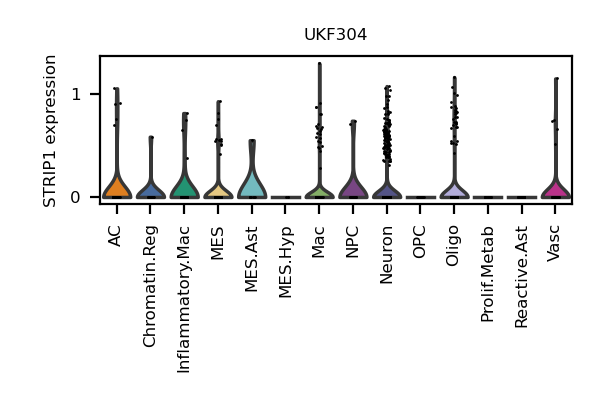 UKF304
STRIP1 expression
1
0
AC
Chromatin.Reg
Inflammatory.Mac
MES
MES.Ast
MES.Hyp
Mac
NPC
Neuron
OPC
Oligo
Prolif.Metab
Reactive.Ast
Vasc